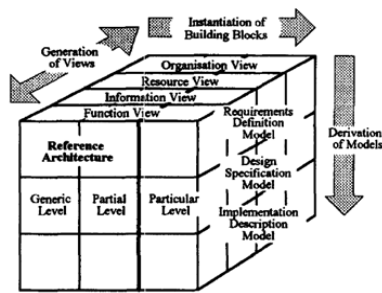 Instantiation of
Building Blocks
Generation
of Views
Organisation View
Resource View
Information View
Function View
Reference
Architecture
Requirements
Definition
Model
Derivation
of Models
Design
Specification
Model
Generic
Level
Partial
Level
Particular
Level
Implementation
Description
Model